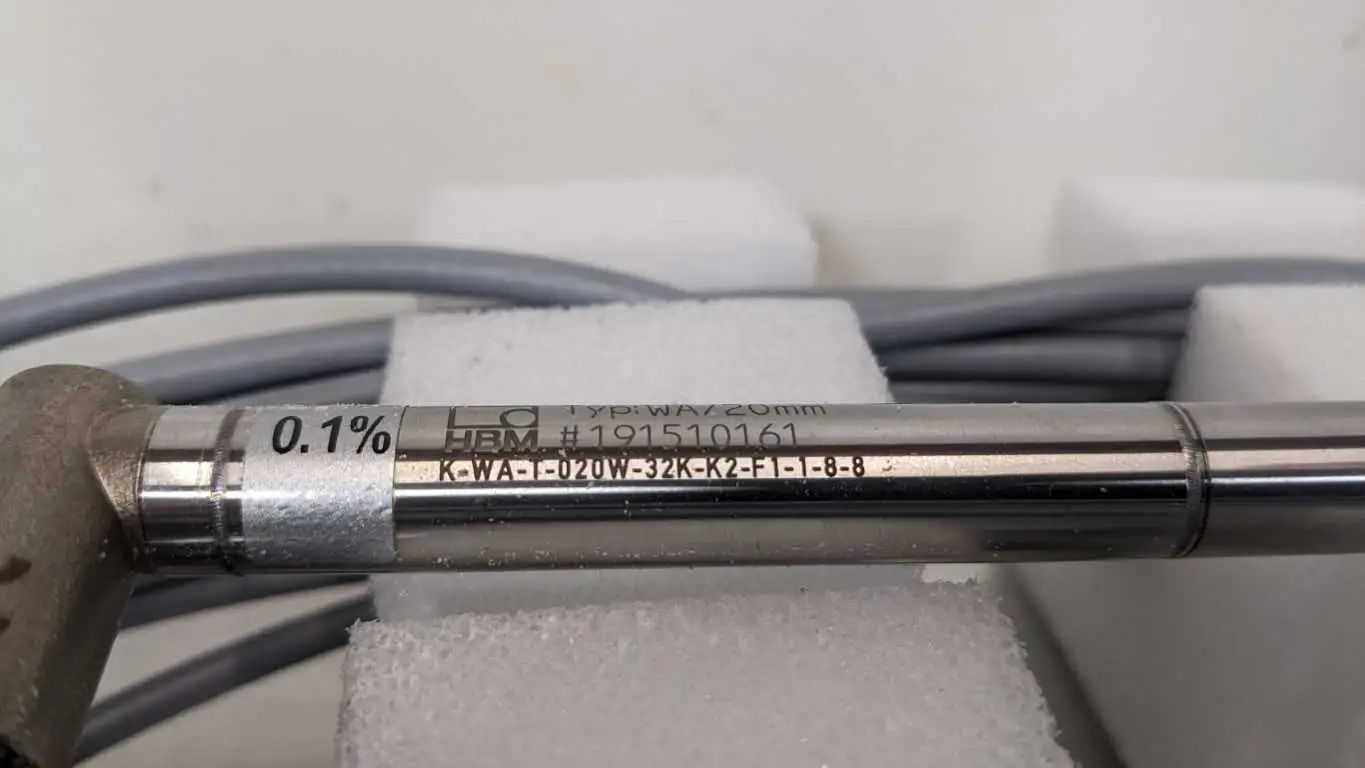 0.1%
Typ:WA/20mm
HBM #191510161
K-WA-T-020W-32K-K2-F1-1-8-8